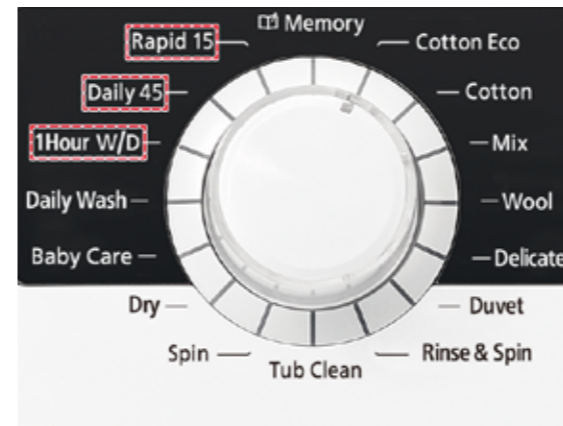 Memory
Rapid 15
Cotton Eco
Daily 45
Cotton
1Hour W/D
Mix
Daily Wash
Wool
Baby Care
Delicate
Dry
Duvet
Spin
Rinse & Spin
Tub Clean